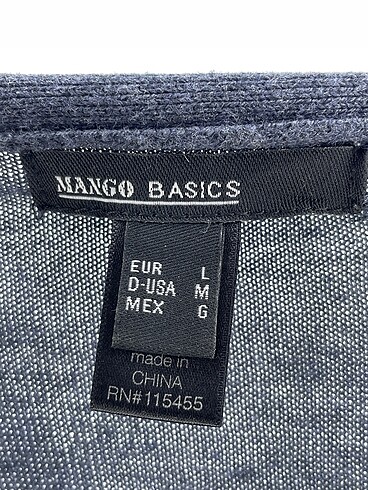 MANGO BASICS
EUR L
D-USA M
MEX G
made in
CHINA
RN#115455